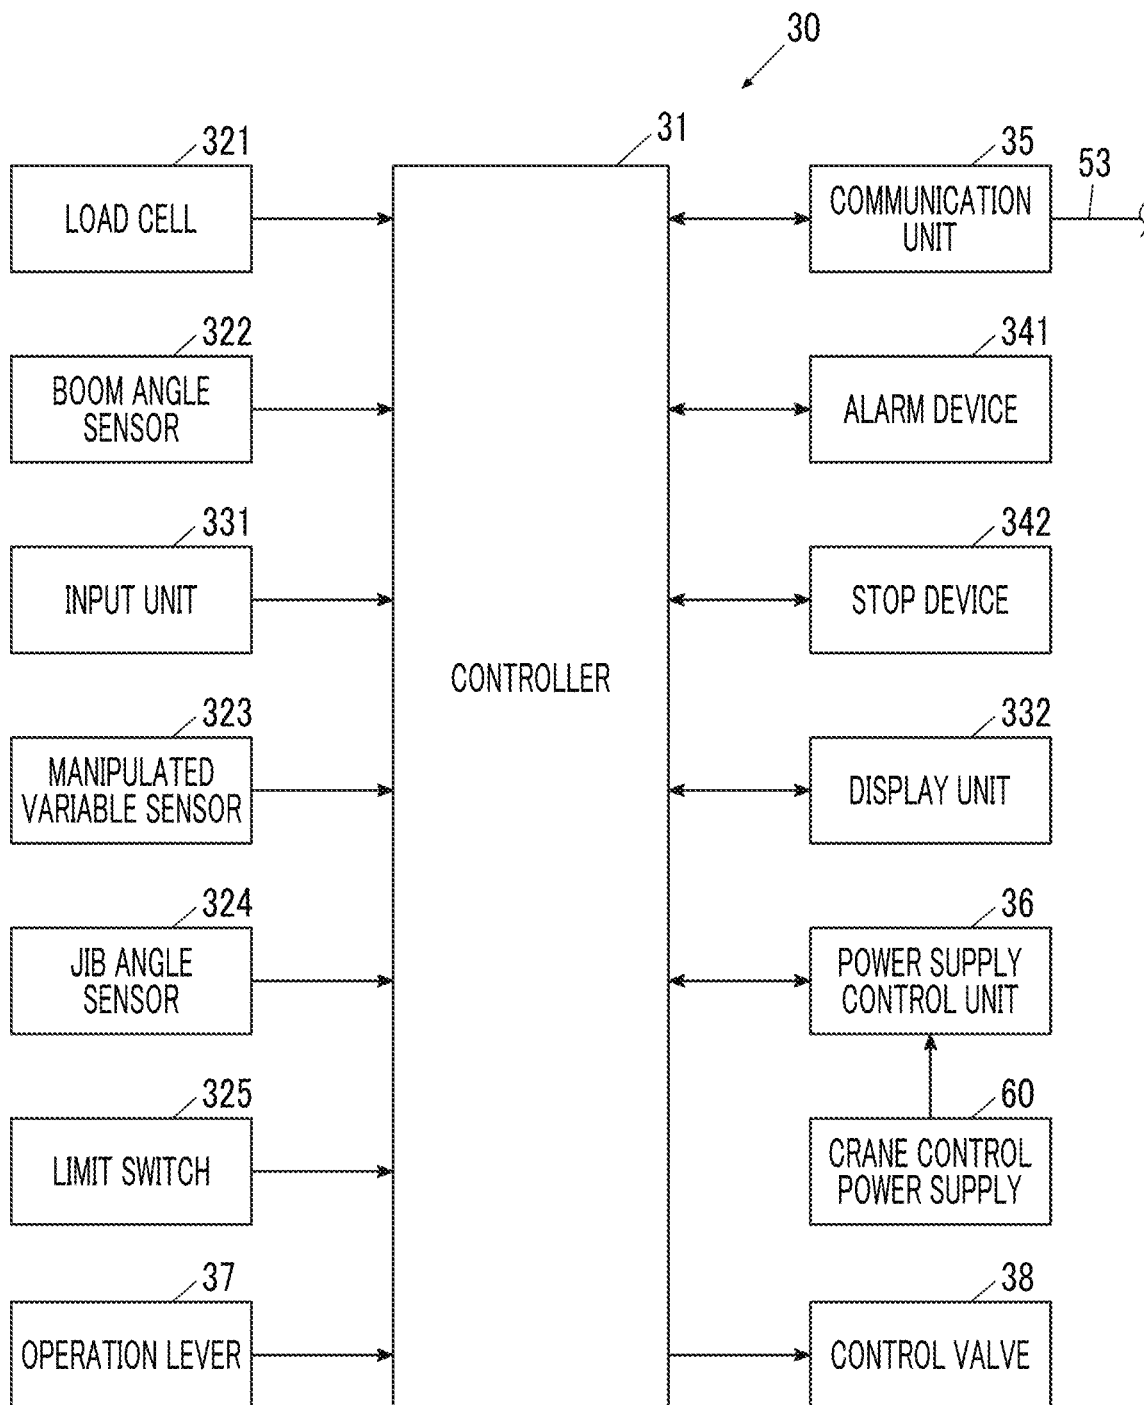 30
31
321
LOAD CELL
322
BOOM ANGLE
SENSOR
331
INPUT UNIT
323
MANIPULATED
VARIABLE SENSOR
324
JIB ANGLE
SENSOR
325
LIMIT SWITCH
37
OPERATION LEVER
CONTROLLER
35
COMMUNICATION
UNIT
53
341
ALARM DEVICE
342
STOP DEVICE
332
DISPLAY UNIT
36
POWER SUPPLY
CONTROL UNIT
60
CRANE CONTROL
POWER SUPPLY
38
CONTROL VALVE